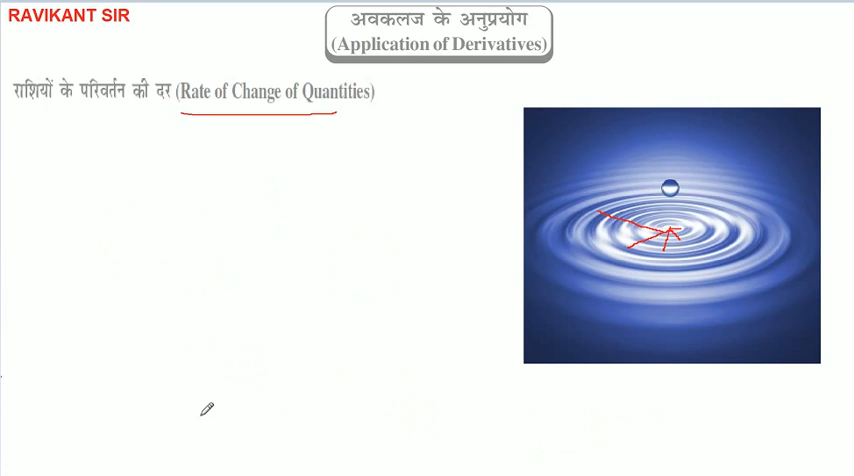 RAVIKANT SIR
अवकलज के अनुप्रयोग
(Application of Derivatives)
राशियों के परिवर्तन की दर (Rate of Change of Quantities)